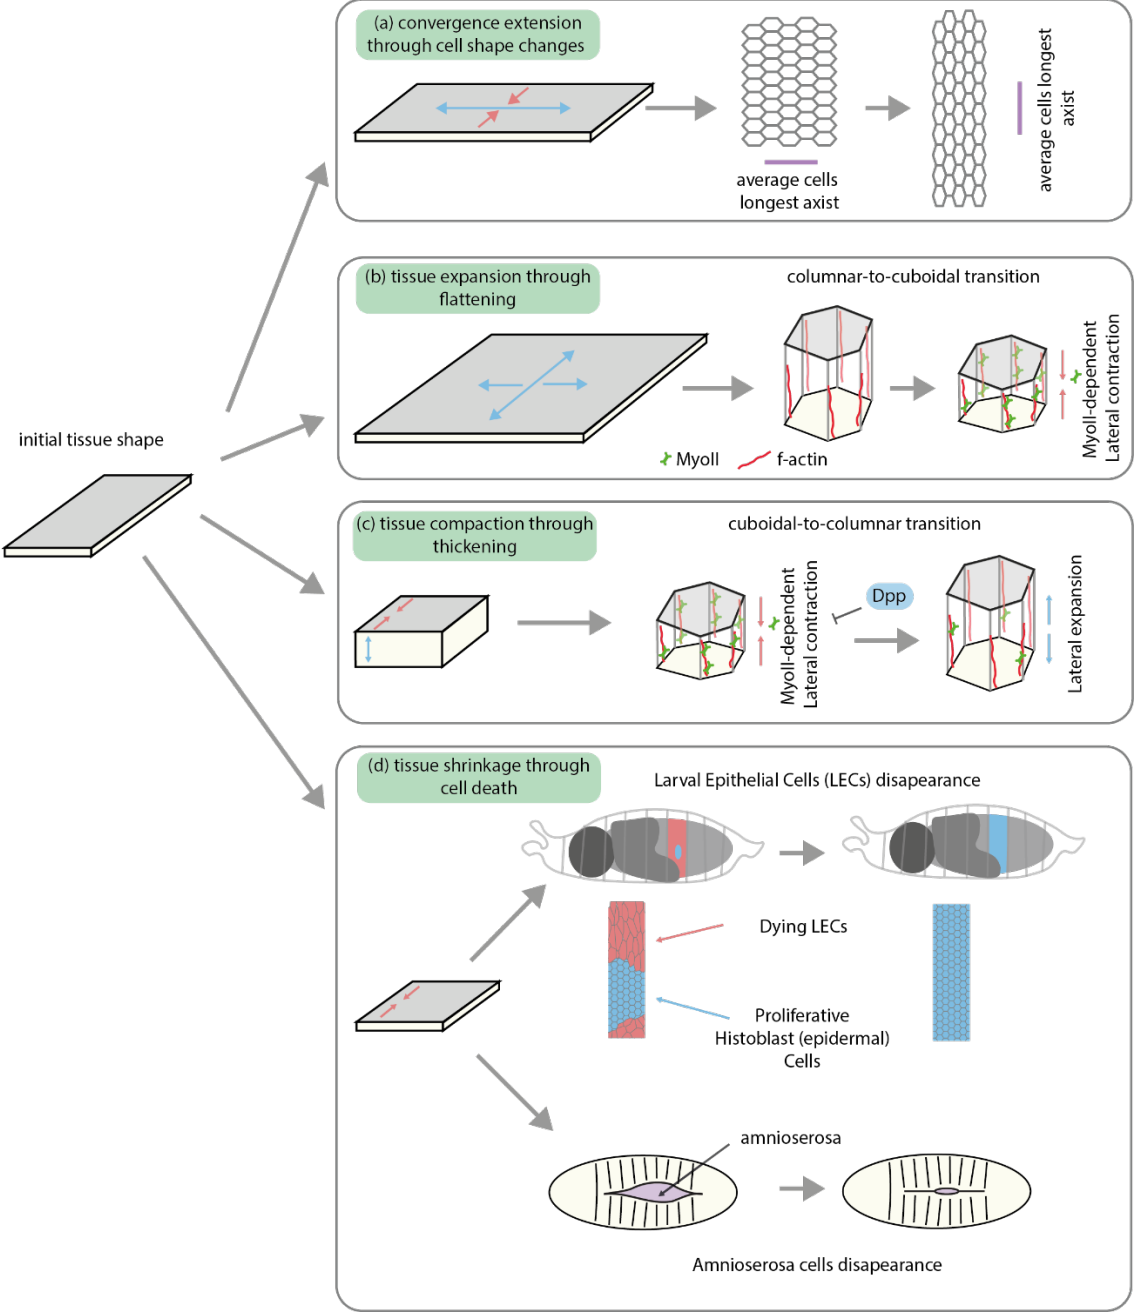 (a) convergence extension
through cell shape changes
average cells
longest axist
average cells longest
axist
initial tissue shape
(b) tissue expansion through
flattening
columnar-to-cuboidal transition
MyoII-dependent
Lateral contraction
MyoII
f-actin
(c) tissue compaction through
thickening
cuboidal-to-columnar transition
MyoII-dependent
Lateral contraction
Dpp
Lateral expansion
(d) tissue shrinkage through
cell death
Larval Epithelial Cells (LECs) disapearance
Dying LECs
Proliferative
Histoblast (epidermal)
Cells
amnioserosa
Amnioserosa cells disapearance